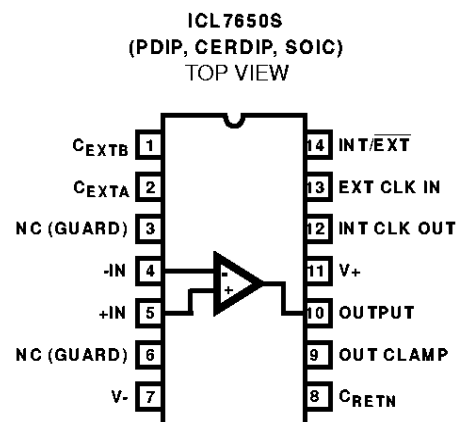 ICL7650S
(PDIP, CERDIP, SOIC)
TOP VIEW
CEXTB 1
14 INT/EXT
CEXTA 2
13 EXT CLK IN
NC (GUARD) 3
12 INT CLK OUT
-IN 4
-
11 V+
+IN 5
+
10 OUTPUT
NC (GUARD) 6
9 OUT CLAMP
V- 7
8 CRETN